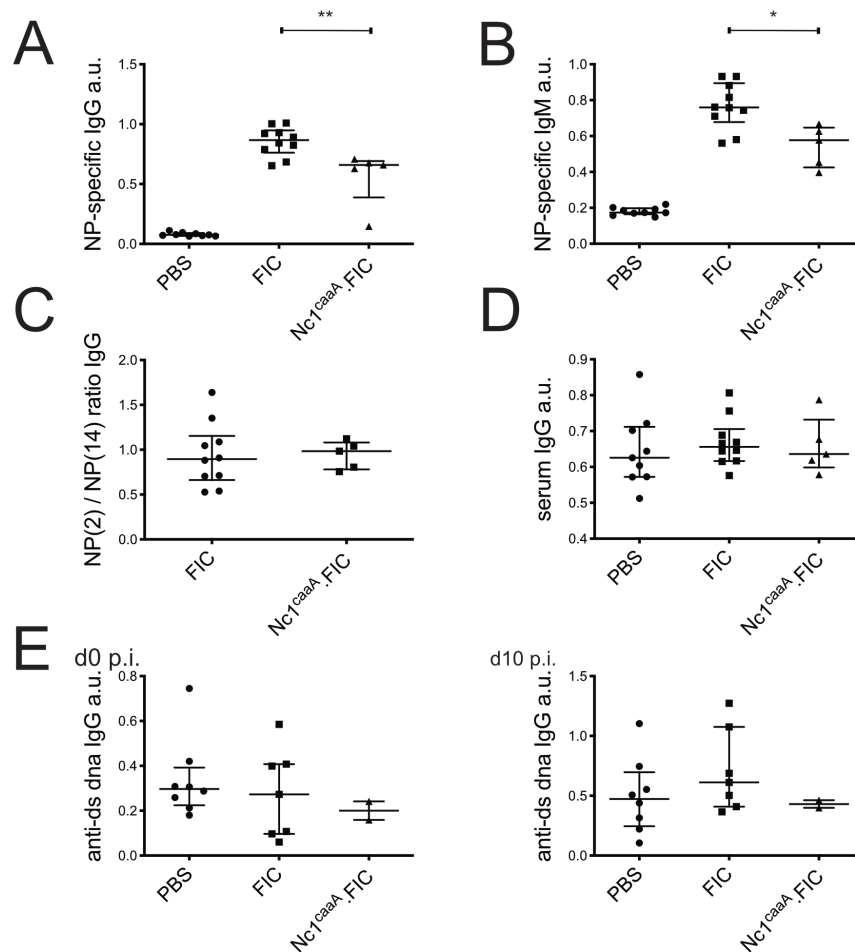 A
**
NP-specific IgG a.u.
1.5
1.0
0.5
0.0
PBS
FIC
Nc1caaA.FIC
B
*
NP-specific IgM a.u.
1.0
0.8
0.6
0.4
0.2
0.0
PBS
FIC
Nc1caaA.FIC
C
NP(2) / NP(14) ratio IgG
2.0
1.5
1.0
0.5
0.0
FIC
Nc1caaA.FIC
D
serum IgG a.u.
0.9
0.8
0.7
0.6
0.5
0.4
PBS
FIC
Nc1caaA.FIC
E
d0 p.i.
anti-ds dna IgG a.u.
0.8
0.6
0.4
0.2
0.0
PBS
FIC
Nc1caaA.FIC
d10 p.i.
anti-ds dna IgG a.u.
1.5
1.0
0.5
0.0
PBS
FIC
Nc1caaA.FIC